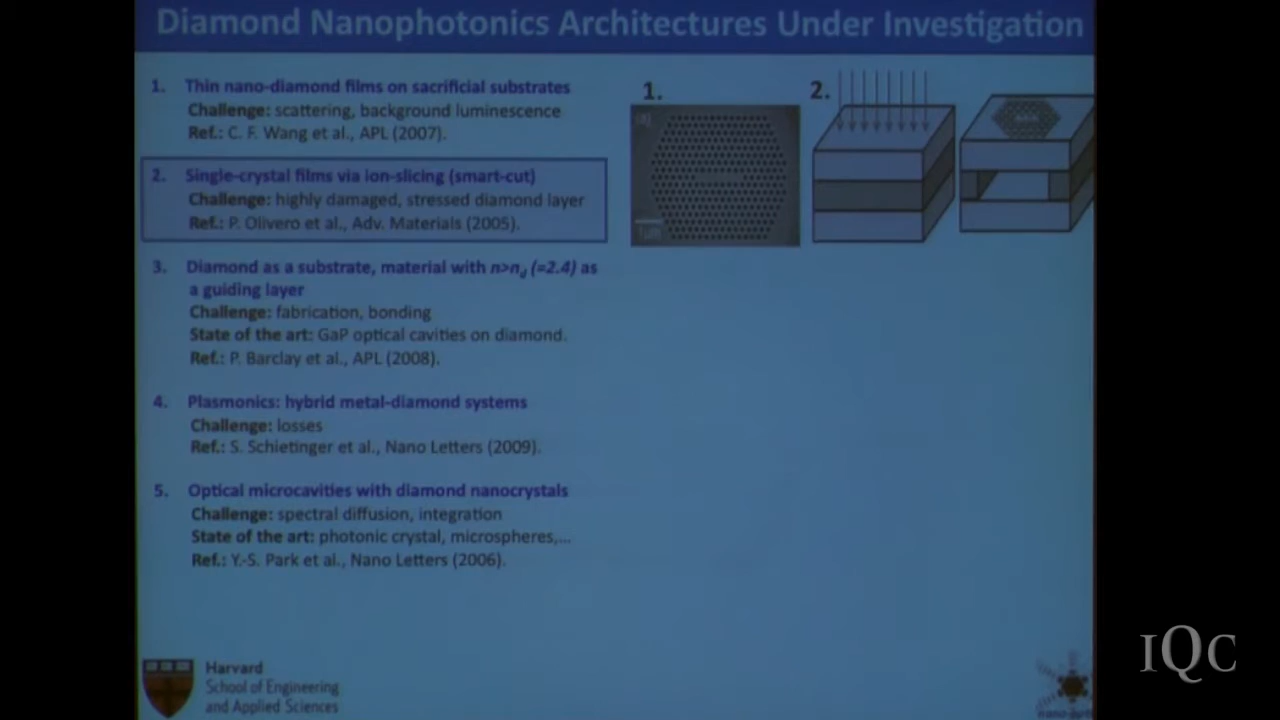 Diamond Nanophotonics Architectures Under Investigation
1. Thin nano-diamond films on sacrificial substrates
Challenge: scattering, background luminescence
Ref.: C. F. Wang et al., APL (2007).
2. Single-crystal films via ion-slicing (smart-cut)
Challenge: highly damaged, stressed diamond layer
Ref.: P. Olivero et al., Adv. Materials (2005).
3. Diamond as a substrate, material with n>nd (=2.4) as
a guiding layer
Challenge: fabrication, bonding
State of the art: GaP optical cavities on diamond.
Ref.: P. Barclay et al., APL (2008).
4. Plasmonics: hybrid metal-diamond systems
Challenge: losses
Ref.: S. Schietinger et al., Nano Letters (2009).
5. Optical microcavities with diamond nanocrystals
Challenge: spectral diffusion, integration
State of the art: photonic crystal, microspheres,...
Ref.: Y.-S. Park et al., Nano Letters (2006).
1.
2.
Harvard
School of Engineering
and Applied Sciences
IQC